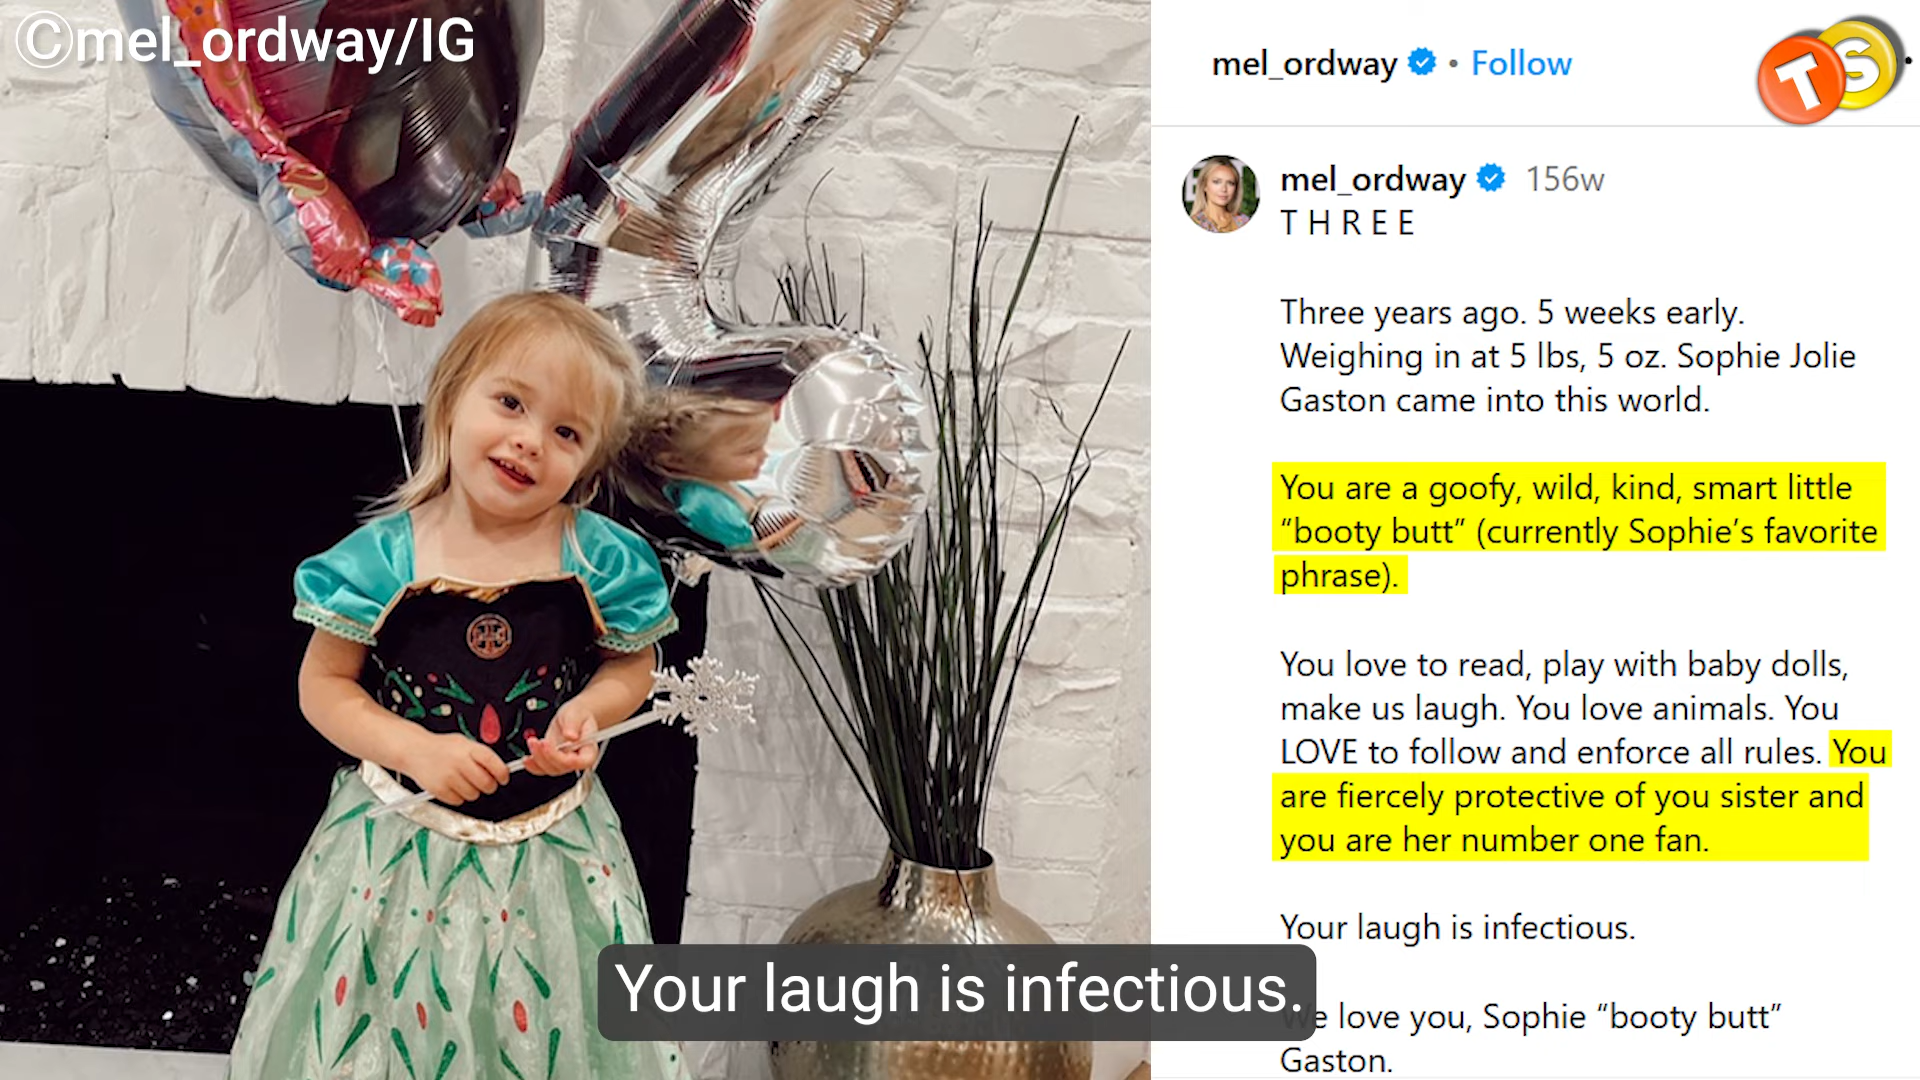 ©mel_ordway/IG
mel_ordway • Follow
TS
mel_ordway 156w
T H R E E
Three years ago. 5 weeks early.
Weighing in at 5 lbs, 5 oz. Sophie Jolie
Gaston came into this world.
You are a goofy, wild, kind, smart little
“booty butt” (currently Sophie’s favorite
phrase).
You love to read, play with baby dolls,
make us laugh. You love animals. You
LOVE to follow and enforce all rules. You
are fiercely protective of you sister and
you are her number one fan.
Your laugh is infectious.
We love you, Sophie “booty butt”
Gaston.
Your laugh is infectious.